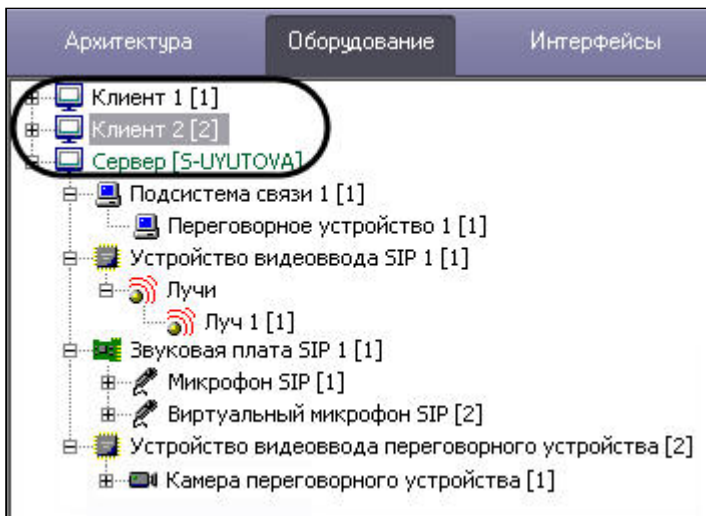 Архитектура Оборудование Интерфейсы
Клиент 1 [1]
Клиент 2 [2]
Сервер [S-UYUTOVA]
Подсистема связи 1 [1]
Переговорное устройство 1 [1]
Устройство видеоввода SIP 1 [1]
Лучи
Луч 1 [1]
Звуковая плата SIP 1 [1]
Микрофон SIP [1]
Виртуальный микрофон SIP [2]
Устройство видеоввода переговорного устройства [2]
Камера переговорного устройства [1]